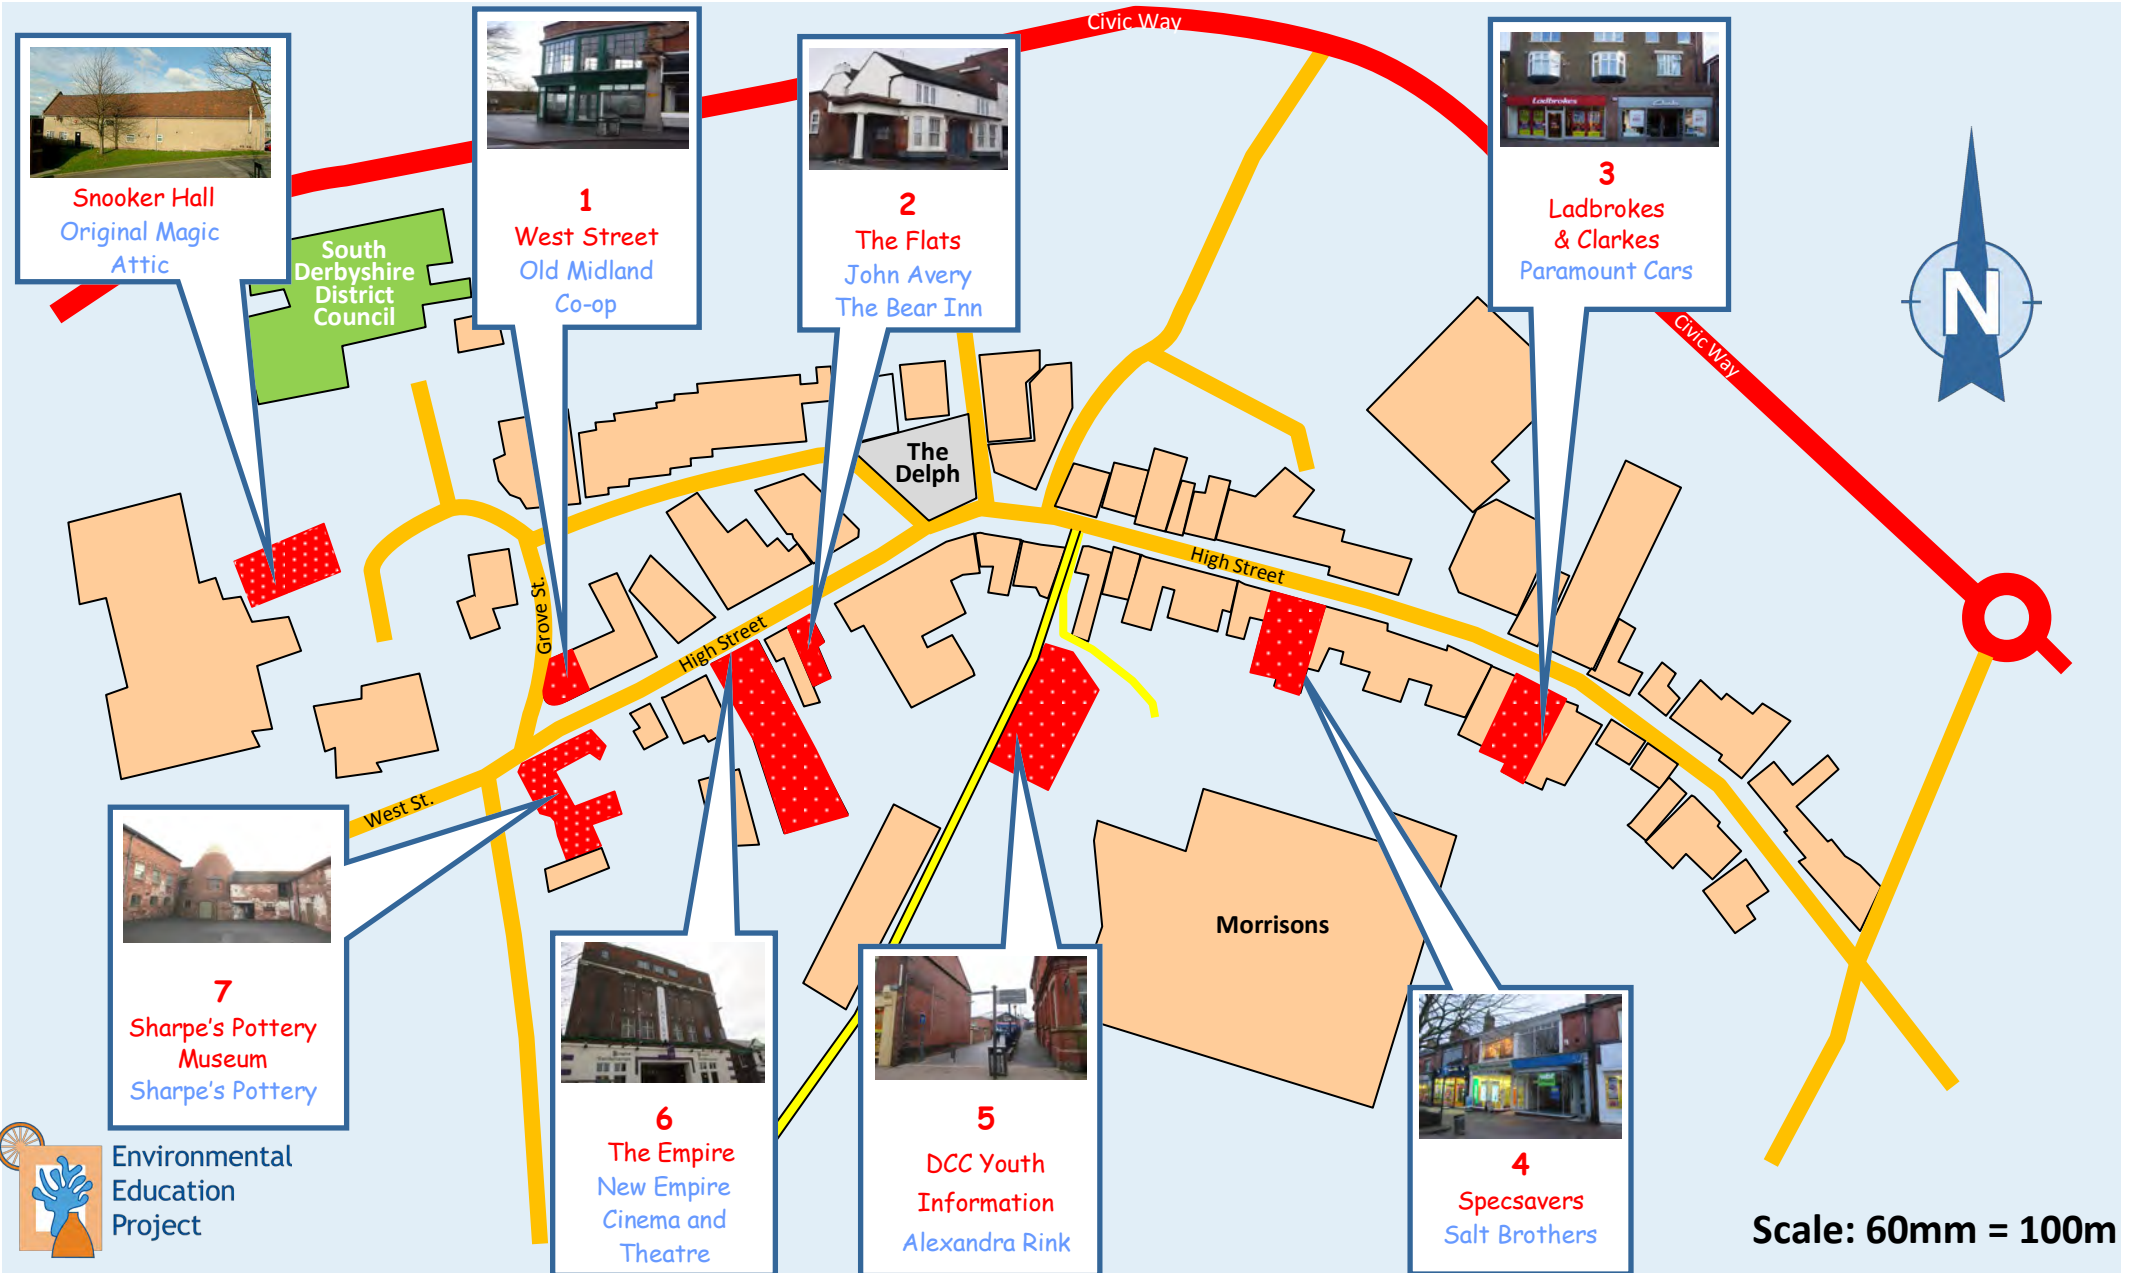 Civic Way
Snooker Hall
Original Magic
Attic
1
West Street
Old Midland
Co-op
2
The Flats
John Avery
The Bear Inn
Ladbrokes
Clarks
3
Ladbrokes
& Clarkes
Paramount Cars
South
Derbyshire
District
Council
N
Civic Way
The
Delph
High Street
Grove St.
High Street
West St.
7
Sharpe's Pottery
Museum
Sharpe's Pottery
Morrisons
6
The Empire
New Empire
Cinema and
Theatre
5
DCC Youth
Information
Alexandra Rink
4
Specsavers
Salt Brothers
Environmental
Education
Project
Scale: 60mm = 100m